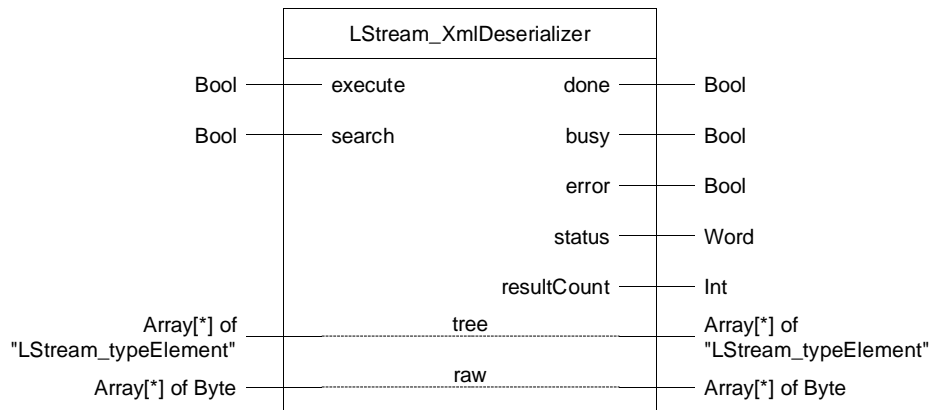 LStream_XmlDeserializer
Bool execute done Bool
Bool search busy Bool
error Bool
status Word
resultCount Int
Array[*] of tree Array[*] of
"LStream_typeElement" "LStream_typeElement"
Array[*] of Byte raw Array[*] of Byte